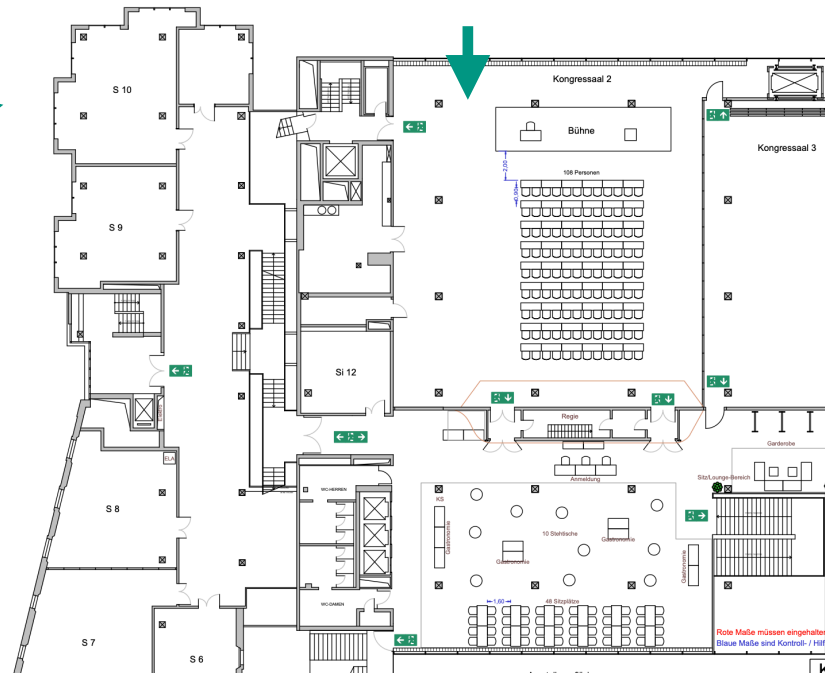 Kongressaal 2
S 10
Bühne
Kongressaal 3
108 Personen
2,00
0,90
S 9
Si 12
Regie
Garderobe
ELA
Anmeldung
Sitz/Lounge-Bereich
WC-HERREN
KS
S 8
Gastronomie
10 Stehtische
Gastronomie
Gastronomie
Gastronomie
1,60
48 Sitzplätze
WC-DAMEN
Rote Maße müssen eingehalten
Blaue Maße sind Kontroll- / Hilf
S 7
S 6
K